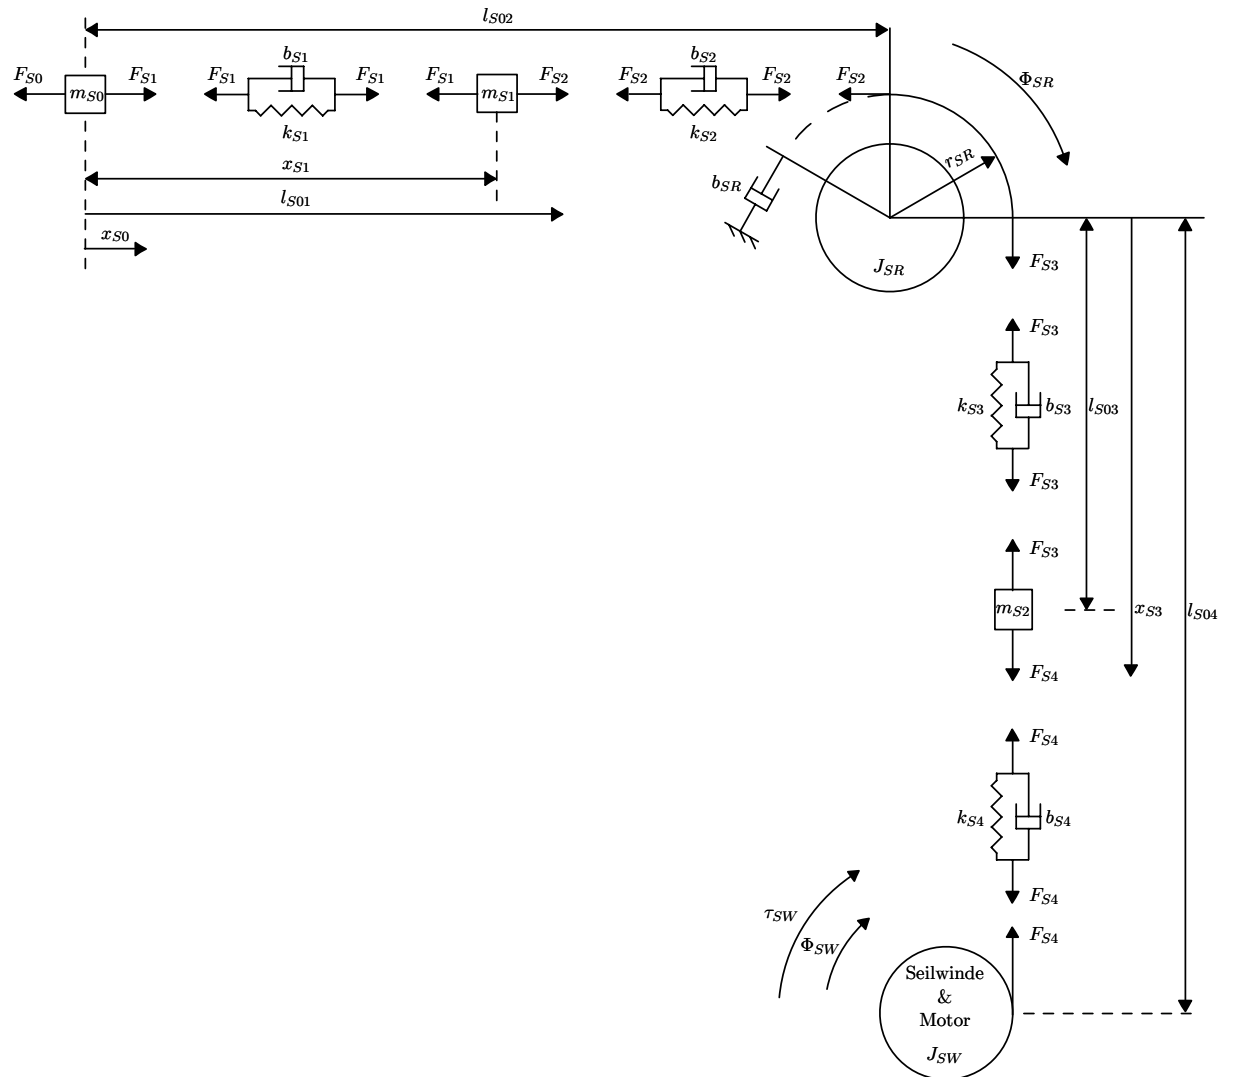 l_{S02}
b_{S1} b_{S2}
F_{S0} F_{S1} F_{S1} F_{S1} F_{S1} F_{S2} F_{S2} F_{S2} F_{S2} Φ_{SR}
m_{S0} m_{S1}
k_{S1} k_{S2}
x_{S1} r_{SR}
b_{SR}
l_{S01}
x_{S0}
J_{SR} F_{S3}
F_{S3}
k_{S3} b_{S3} l_{S03}
F_{S3}
F_{S3}
m_{S2} x_{S3} l_{S04}
F_{S4}
F_{S4}
k_{S4} b_{S4}
F_{S4}
τ_{SW}
F_{S4}
Φ_{SW}
Seilwinde
&
Motor
J_{SW}